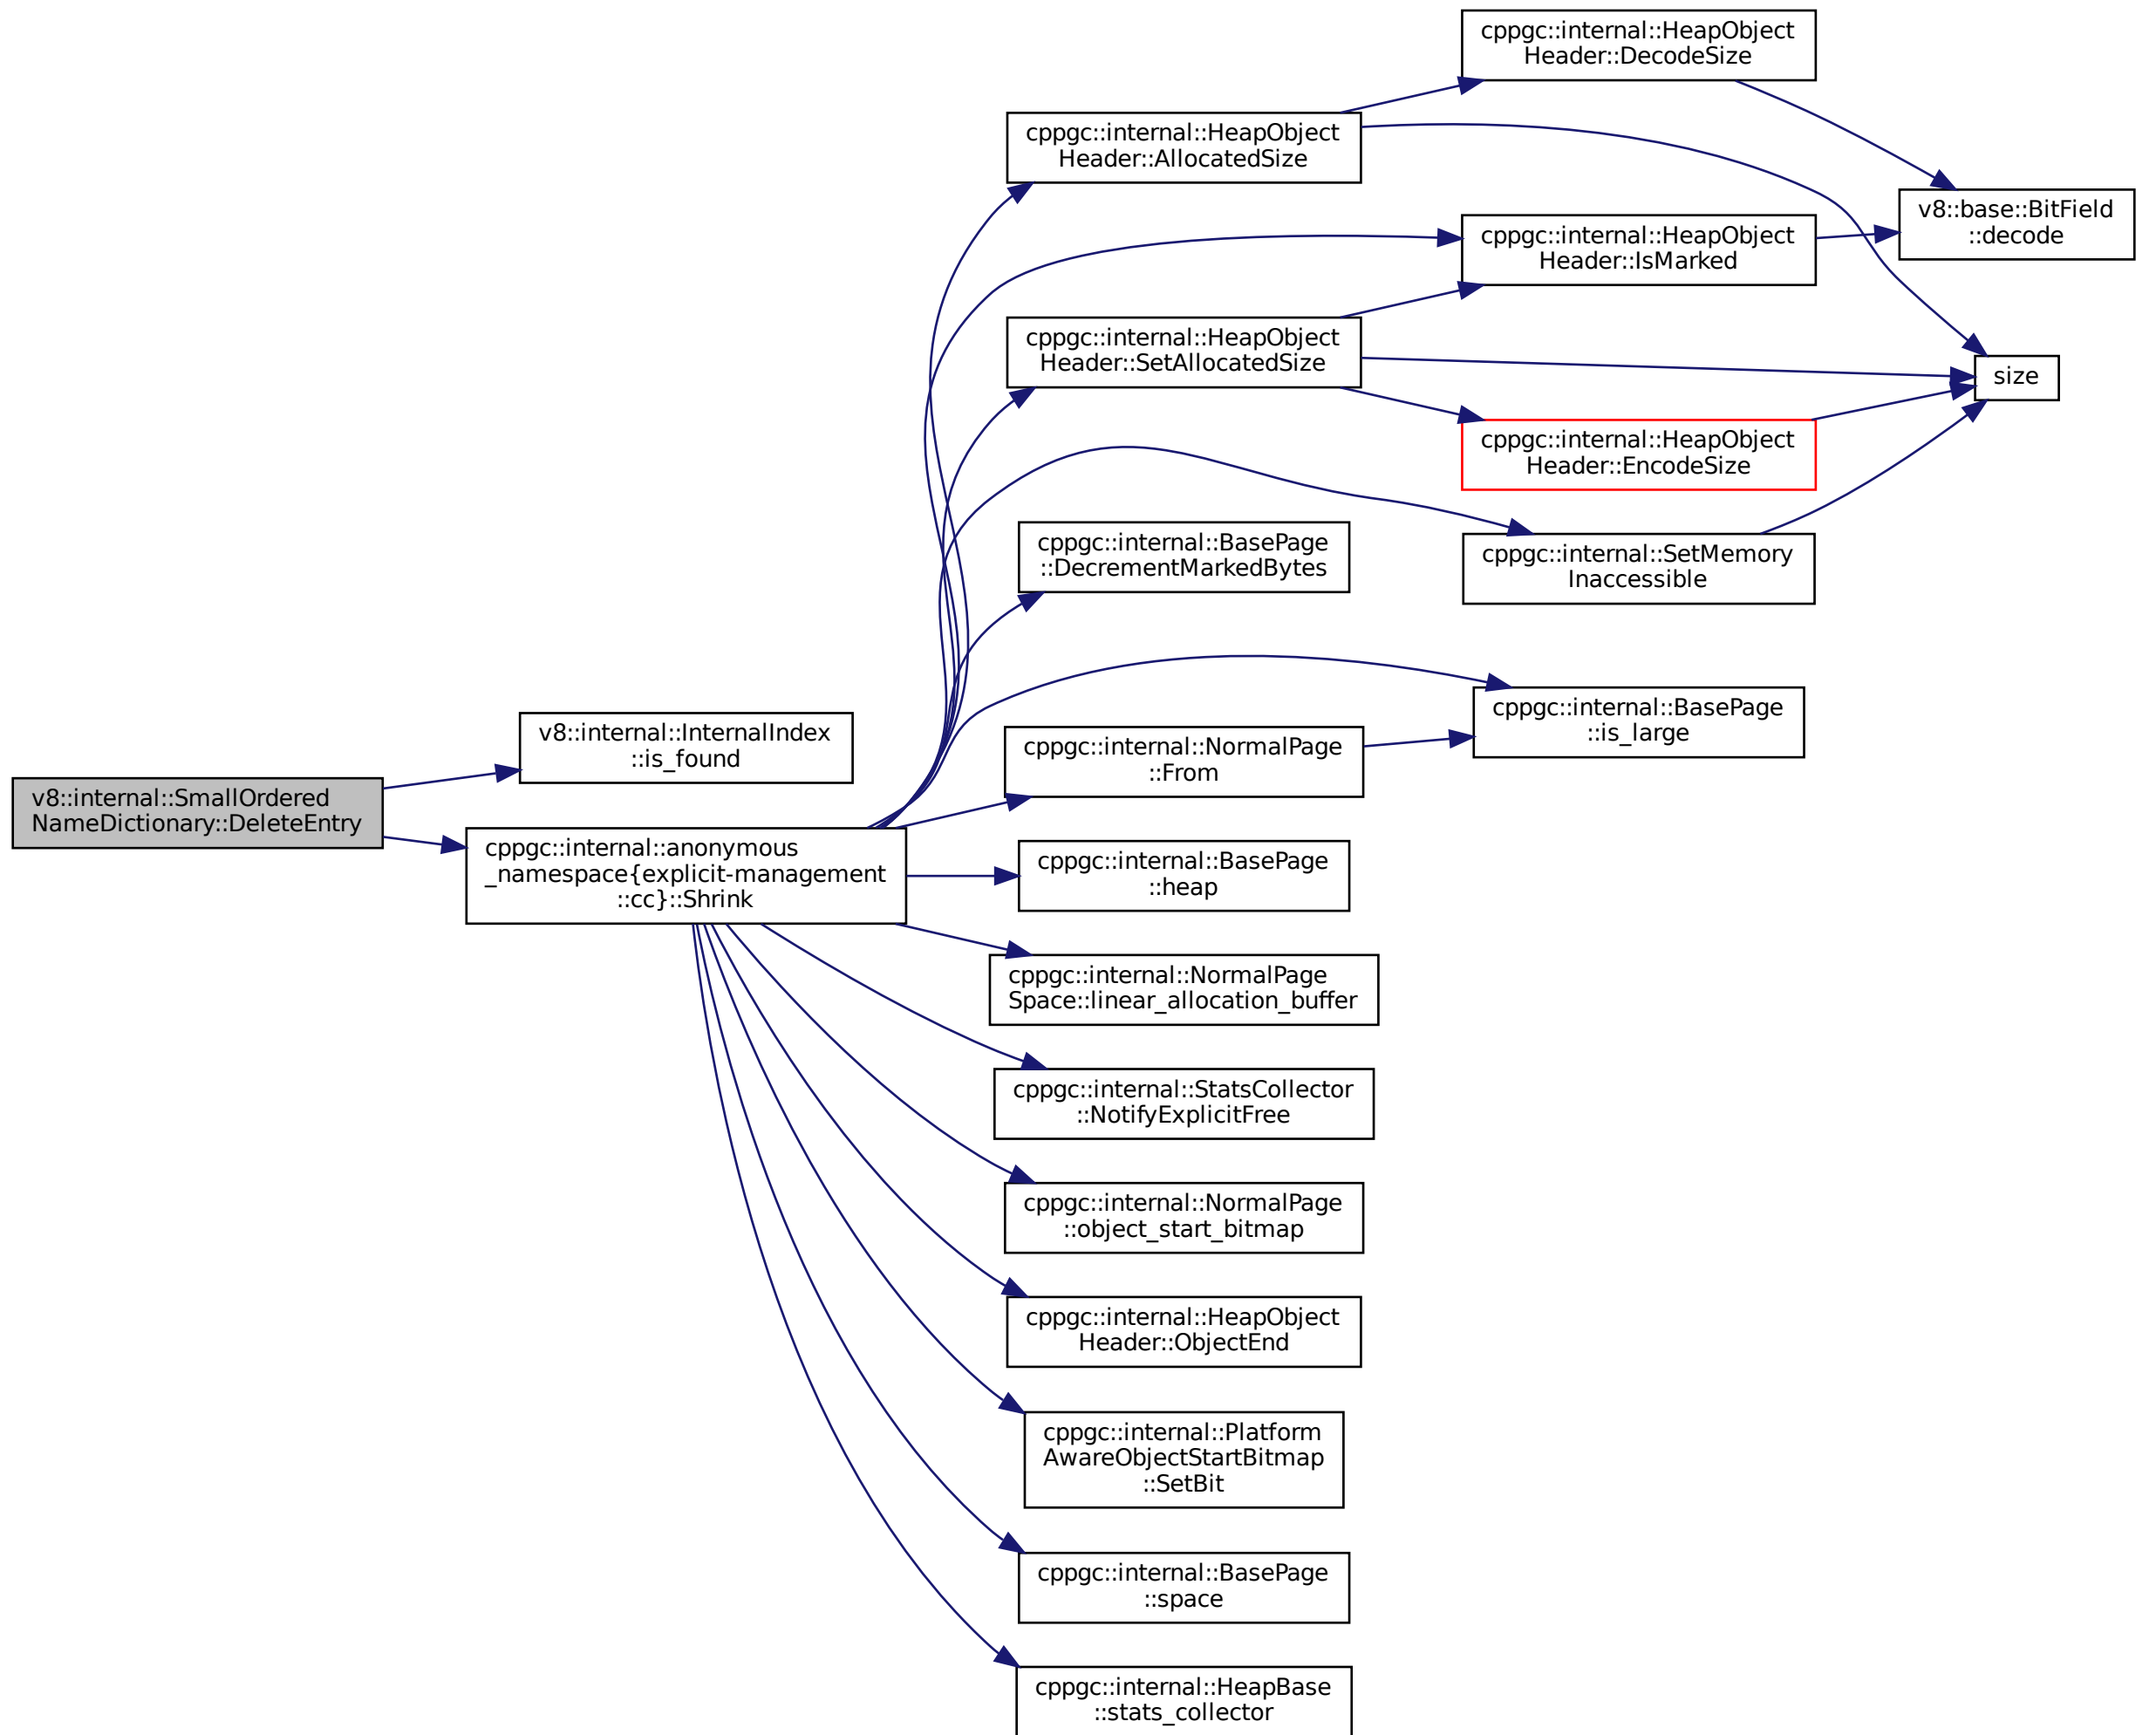 v8::internal::SmallOrdered
NameDictionary::DeleteEntry
v8::internal::InternalIndex
::is_found
cppgc::internal::anonymous
_namespace{explicit-management
::cc}::Shrink
cppgc::internal::HeapObject
Header::AllocatedSize
cppgc::internal::HeapObject
Header::SetAllocatedSize
cppgc::internal::BasePage
::DecrementMarkedBytes
cppgc::internal::NormalPage
::From
cppgc::internal::BasePage
::heap
cppgc::internal::NormalPage
Space::linear_allocation_buffer
cppgc::internal::StatsCollector
::NotifyExplicitFree
cppgc::internal::NormalPage
::object_start_bitmap
cppgc::internal::HeapObject
Header::ObjectEnd
cppgc::internal::Platform
AwareObjectStartBitmap
::SetBit
cppgc::internal::BasePage
::space
cppgc::internal::HeapBase
::stats_collector
cppgc::internal::HeapObject
Header::DecodeSize
cppgc::internal::HeapObject
Header::IsMarked
cppgc::internal::HeapObject
Header::EncodeSize
cppgc::internal::SetMemory
Inaccessible
cppgc::internal::BasePage
::is_large
v8::base::BitField
::decode
size